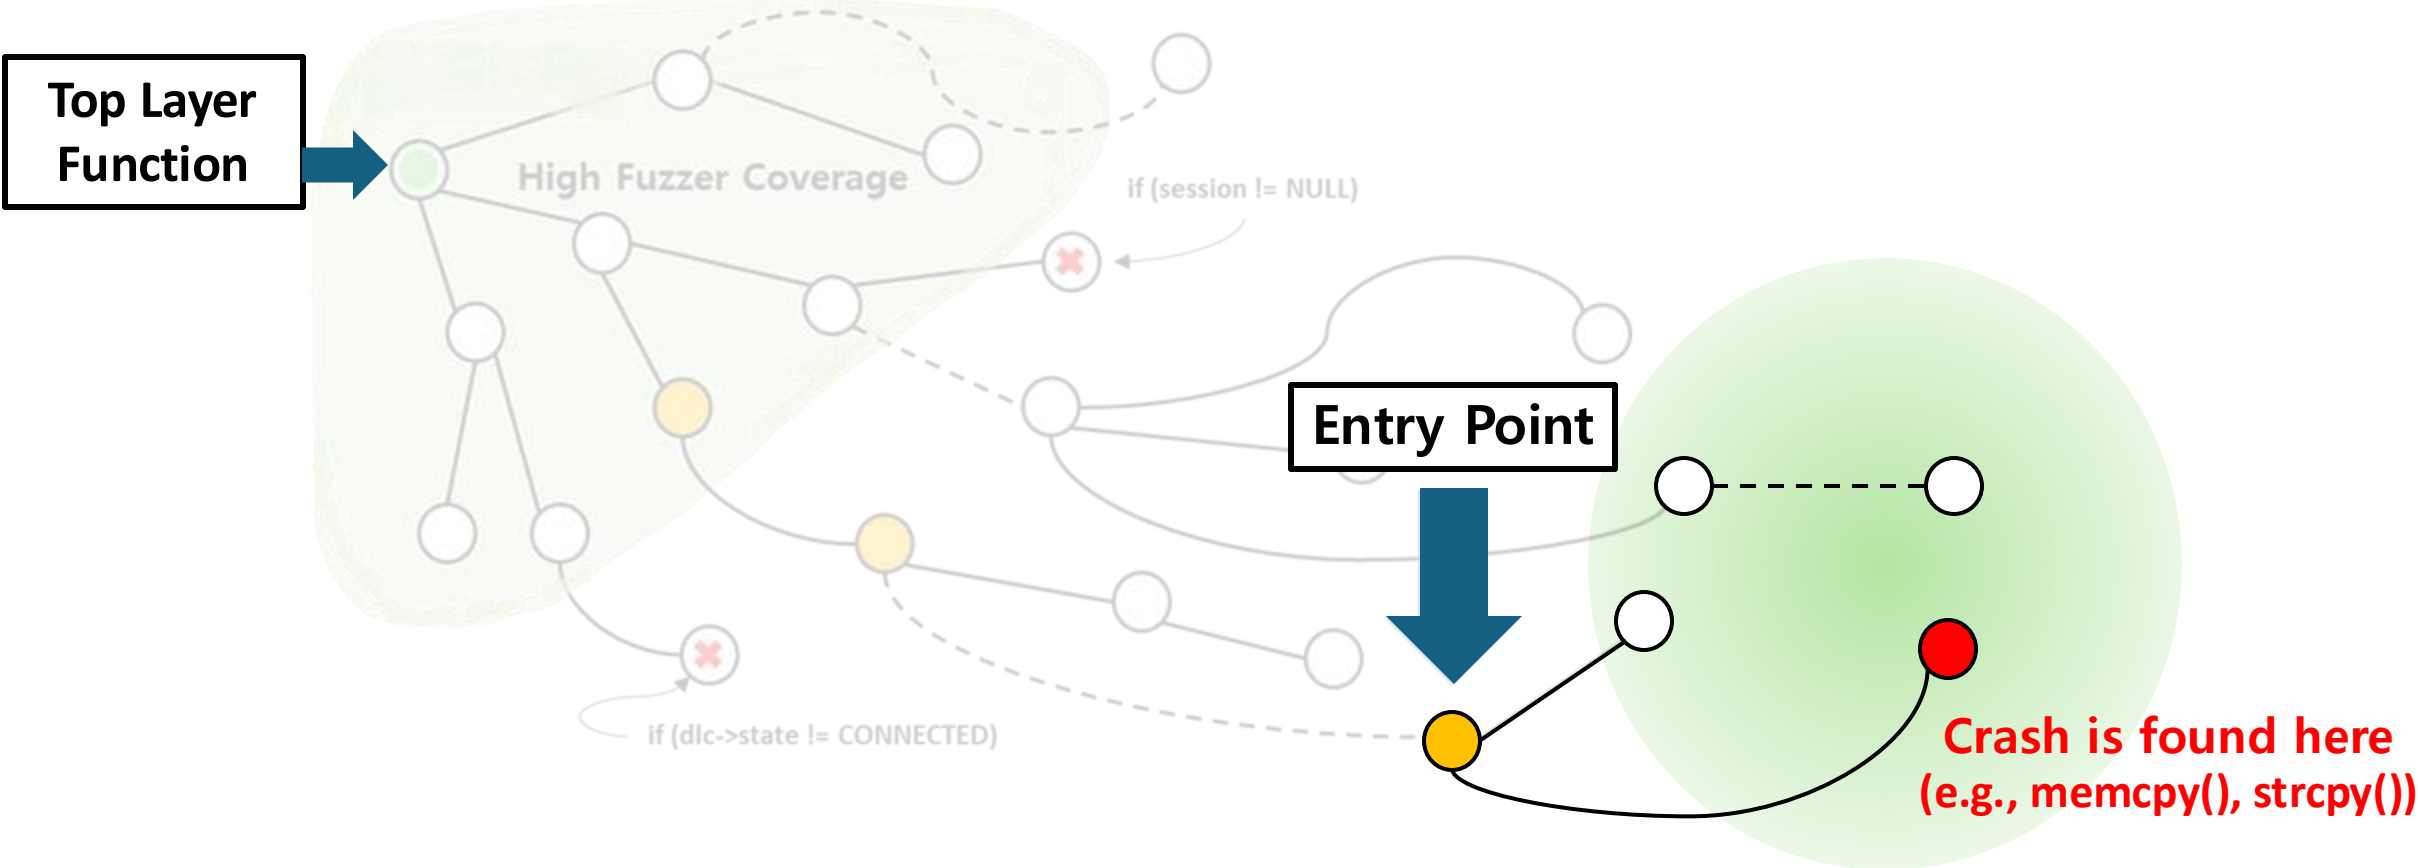 Top Layer
Function
High Fuzzer Coverage
if (session != NULL)
Entry Point
if (dlc->state != CONNECTED)
Crash is found here
(e.g., memcpy(), strcpy())